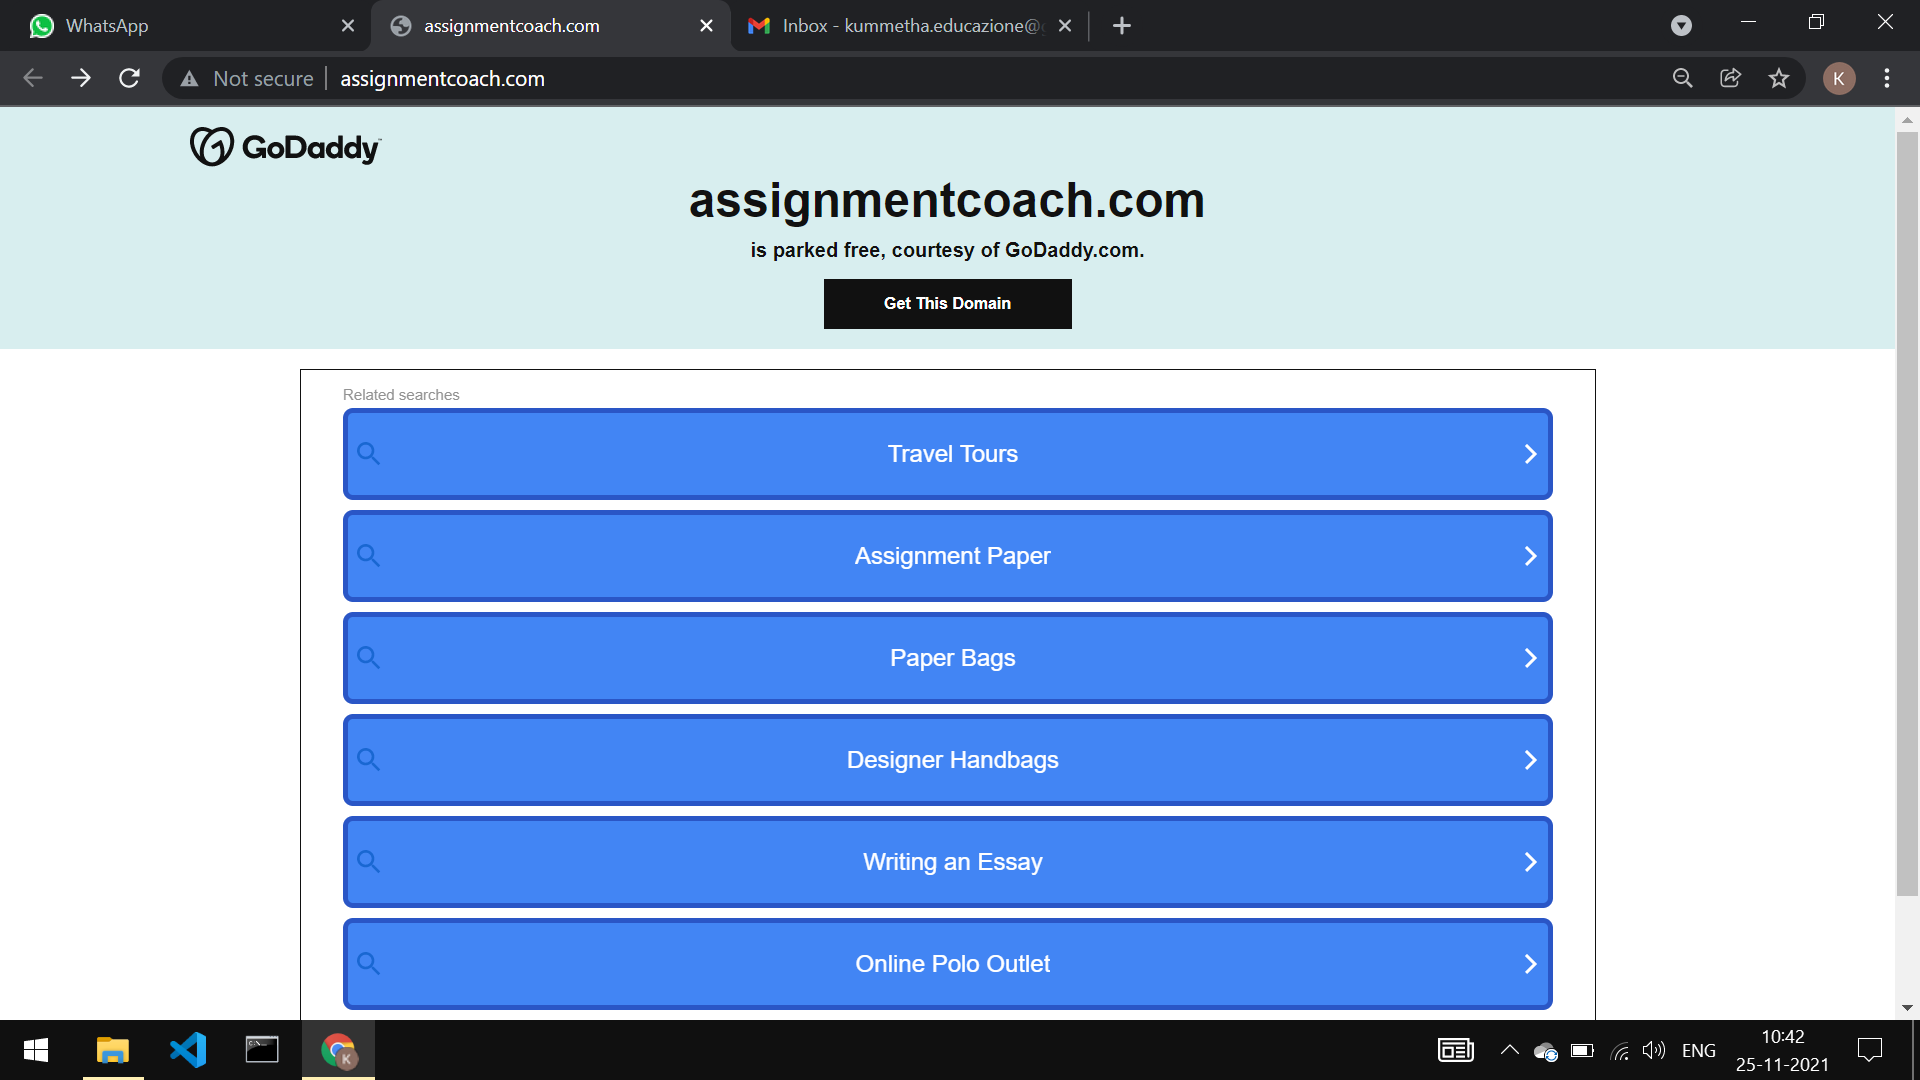 WhatsApp
assignmentcoach.com
Inbox - kummetha.educazione@
Not secure
assignmentcoach.com
K
GoDaddy
assignmentcoach.com
is parked free, courtesy of GoDaddy.com.
Get This Domain
Related searches
Travel Tours
Assignment Paper
Paper Bags
Designer Handbags
Writing an Essay
Online Polo Outlet
K
ENG
10:42
25-11-2021